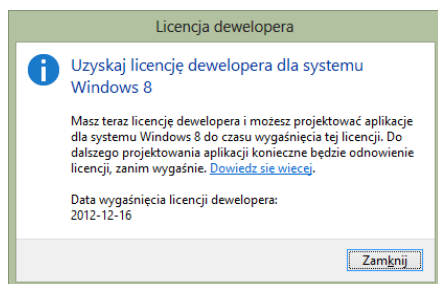 Licencja dewelopera
Uzyskaj licencję dewelopera dla systemu
Windows 8
Masz teraz licencję dewelopera i możesz projektować aplikacje
dla systemu Windows 8 do czasu wygaśnięcia tej licencji. Do
dalszego projektowania aplikacji konieczne będzie odnowienie
licencji, zanim wygaśnie. Dowiedz się więcej.
Data wygaśnięcia licencji dewelopera:
2012-12-16
Zamknij